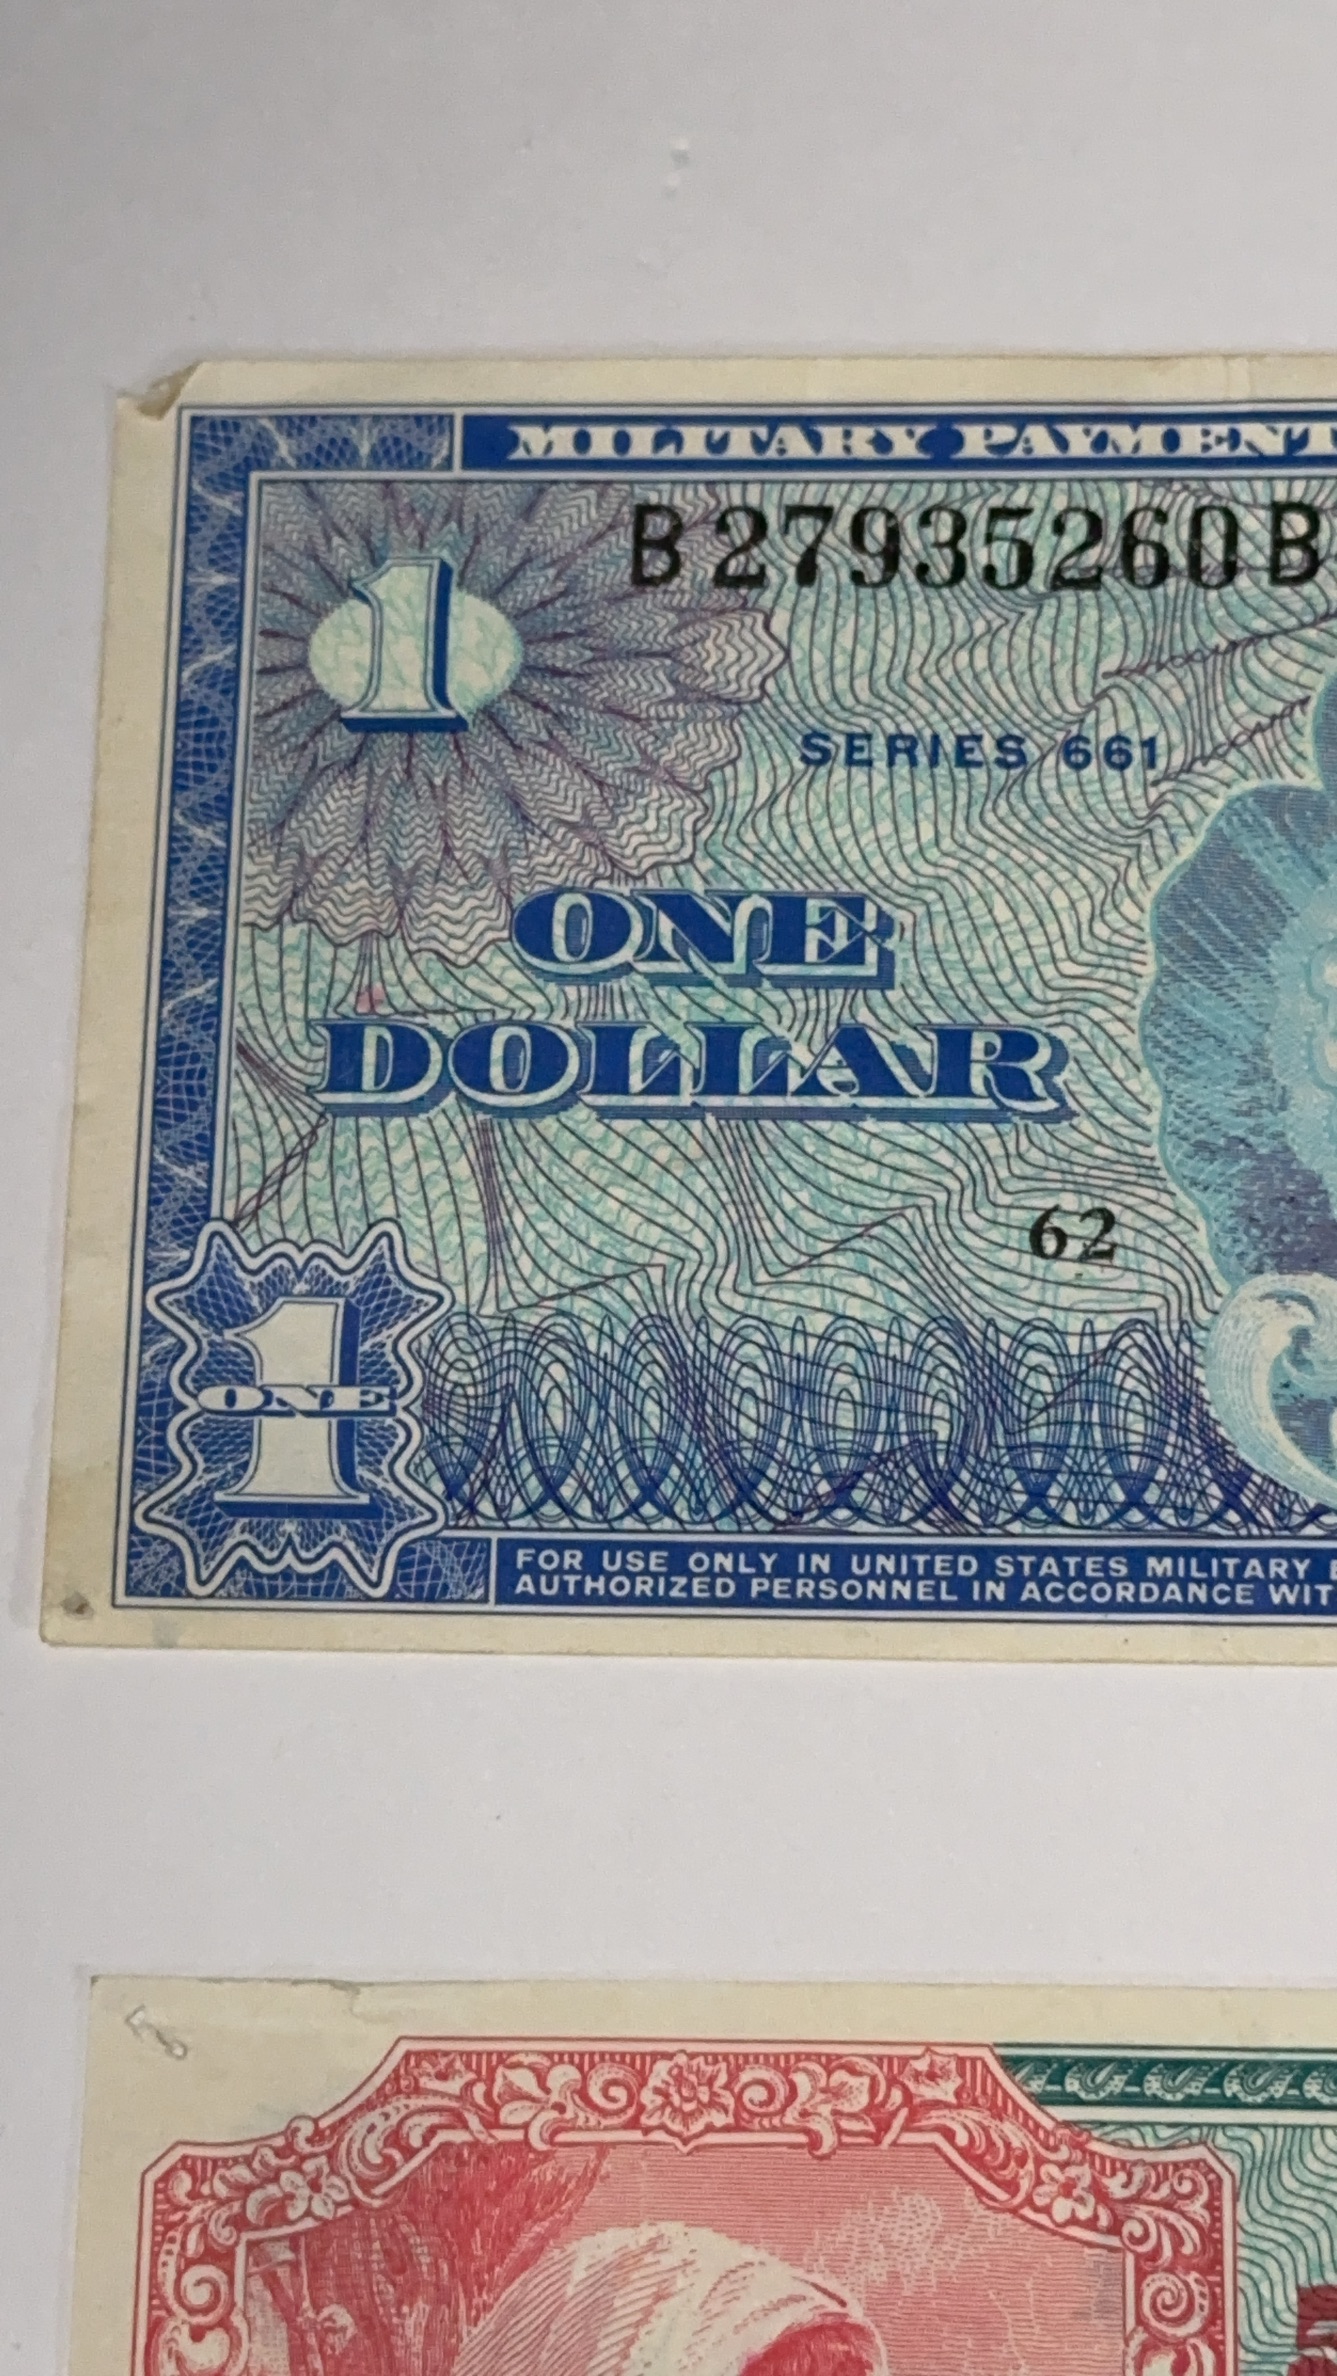 MILITARY PAYMENT
B27935260B
1
SERIES 661
ONE
DOLLAR
62
1
ONE
FOR USE ONLY IN UNITED STATES MILITARY
AUTHORIZED PERSONNEL IN ACCORDANCE WIT